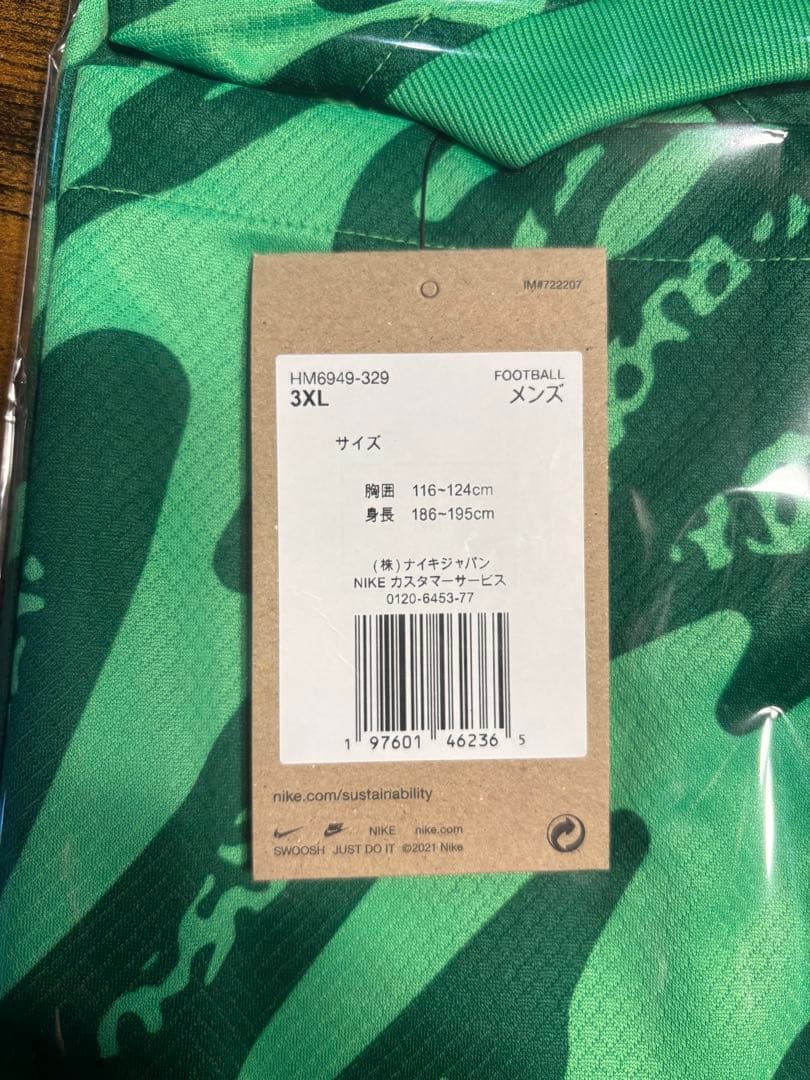 IM#722207
HM6949-329
FOOTBALL
3XL
メンズ
サイズ
胸囲 116~124cm
身長 186~195cm
(株)ナイキジャパン
NIKE カスタマーサービス
0120-6453-77
1 97601 46236 5
nike.com/sustainability
NIKE nike.com
SWOOSH JUST DO IT ©2021 Nike